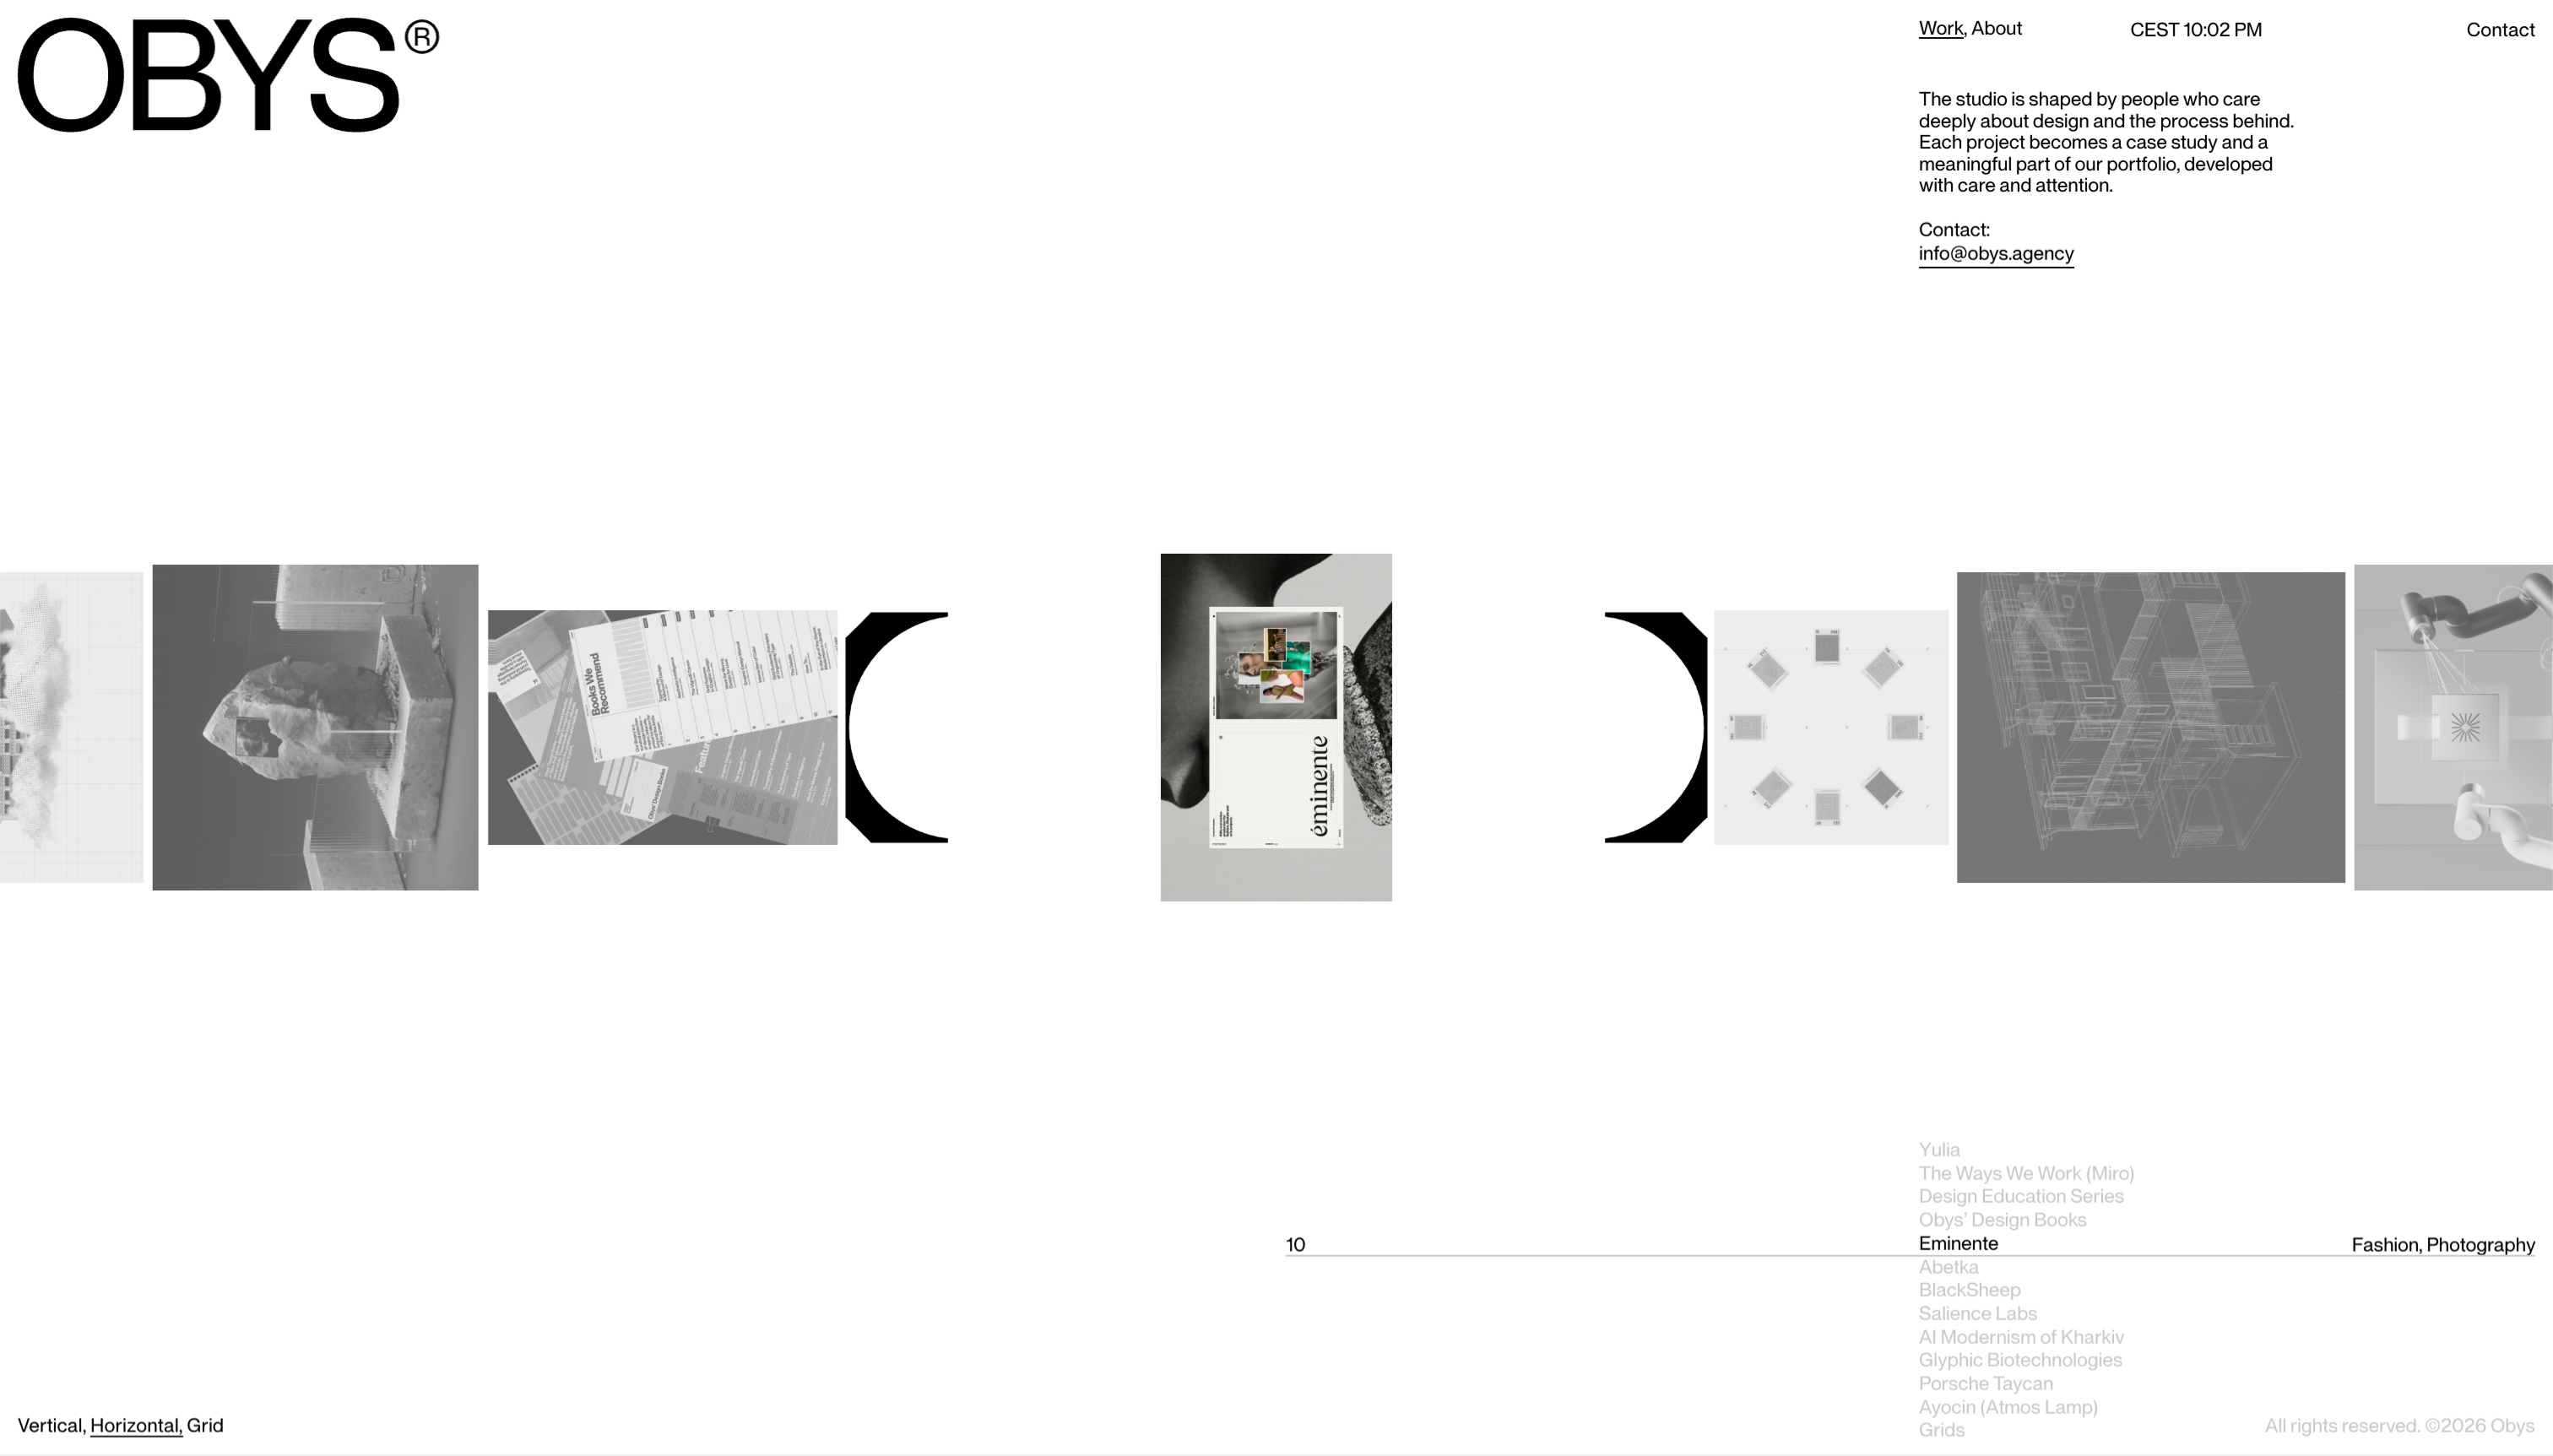 OBYS®
Work, About
CEST 10:02 PM
Contact
The studio is shaped by people who care
deeply about design and the process behind.
Each project becomes a case study and a
meaningful part of our portfolio, developed
with care and attention.
Contact:
info@obys.agency
Books We
Recommend
Featur
Obys' Design Books
éminente
Yulia
The Ways We Work (Miro)
Design Education Series
Obys’ Design Books
10
Eminente
Fashion, Photography
Abetka
BlackSheep
Salience Labs
AI Modernism of Kharkiv
Glyphic Biotechnologies
Porsche Taycan
Ayocin (Atmos Lamp)
Grids
Vertical, Horizontal, Grid
All rights reserved. ©2026 Obys